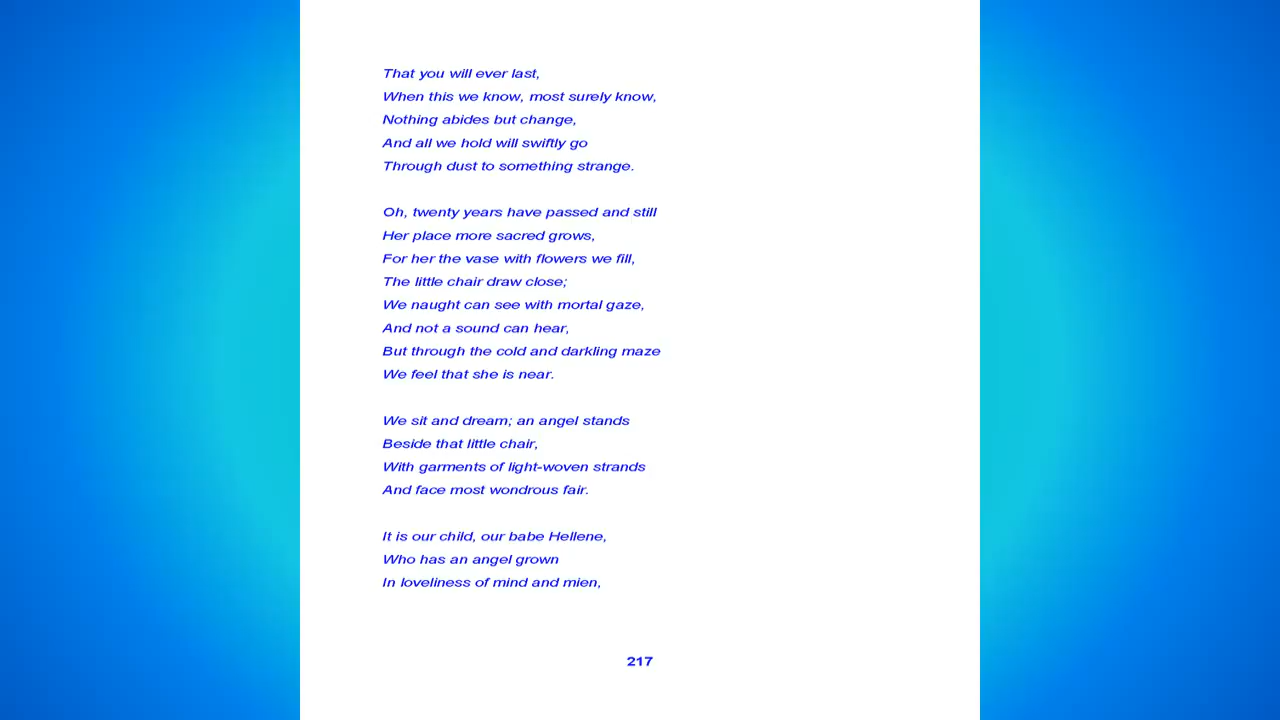 That you will ever last,
When this we know, most surely know,
Nothing abides but change,
And all we hold will swiftly go
Through dust to something strange.
Oh, twenty years have passed and still
Her place more sacred grows,
For her the vase with flowers we fill,
The little chair draw close;
We naught can see with mortal gaze,
And not a sound can hear,
But through the cold and darkling maze
We feel that she is near.
We sit and dream; an angel stands
Beside that little chair,
With garments of light-woven strands
And face most wondrous fair.
It is our child, our babe Hellene,
Who has an angel grown
In loveliness of mind and mien,
217